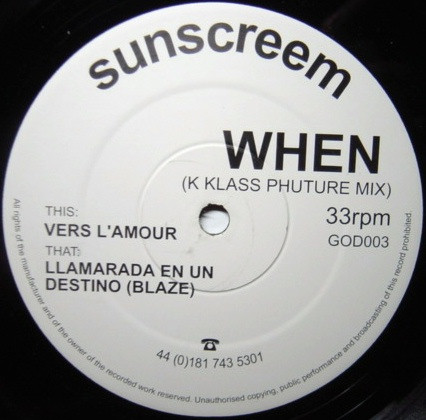 sunscreem
WHEN
(K KLASS PHUTURE MIX)
33rpm
GOD003
THIS:
VERS L'AMOUR
THAT:
LLAMARADA EN UN
DESTINO (BLAZE)
☎
44 (0)181 743 5301
All rights of the manufacturer and of the owner of the recorded work reserved. Unauthorised copying, public performance and broadcasting of this record prohibited.